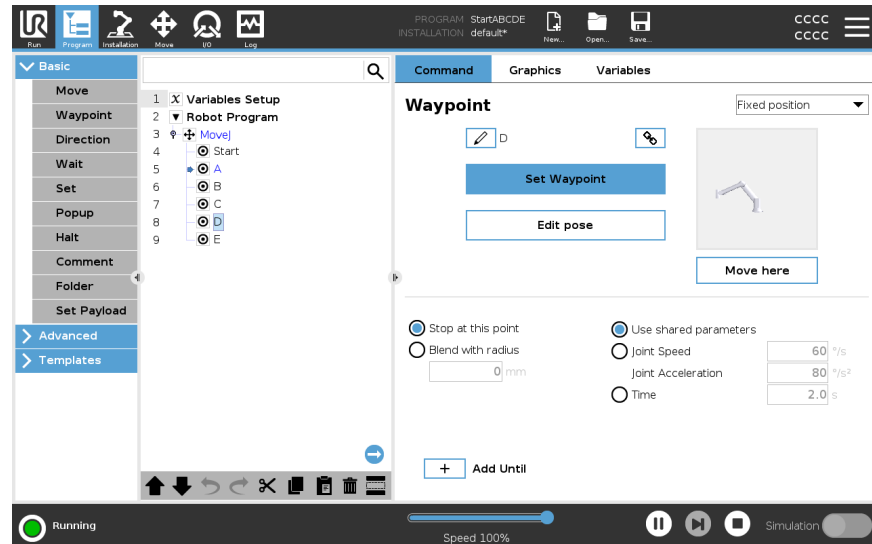 PROGRAM StartABCDE
INSTALLATION default*
UR
Run
Program
Installation
Move
I/O
Log
New...
Open...
Save...
CCCC
CCCC
Basic
Move
Waypoint
Direction
Wait
Set
Popup
Halt
Comment
Folder
Set Payload
Advanced
Templates
1 X Variables Setup
2 Robot Program
3 MoveJ
4 Start
5 A
6 B
7 C
8 D
9 E
Command Graphics Variables
Waypoint
Fixed position
D
Set Waypoint
Edit pose
Move here
Stop at this point
Blend with radius
0 mm
Use shared parameters
Joint Speed 60 °/s
Joint Acceleration 80 °/s²
Time 2.0 s
+ Add Until
Running
Speed 100%
Simulation